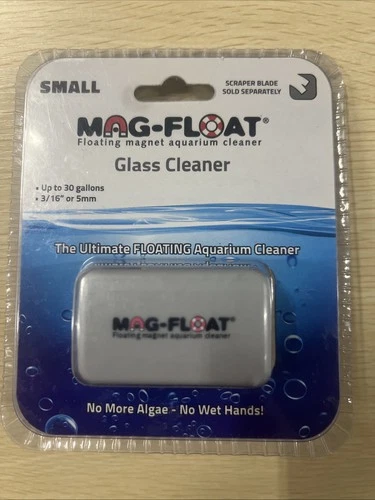 SMALL
SCRAPER BLADE
SOLD SEPARATELY
MAG-FLOAT®
Floating magnet aquarium cleaner
Glass Cleaner
• Up to 30 gallons
• 3/16" or 5mm
The Ultimate FLOATING Aquarium Cleaner
MAG-FLOAT®
Floating magnet aquarium cleaner
No More Algae - No Wet Hands!